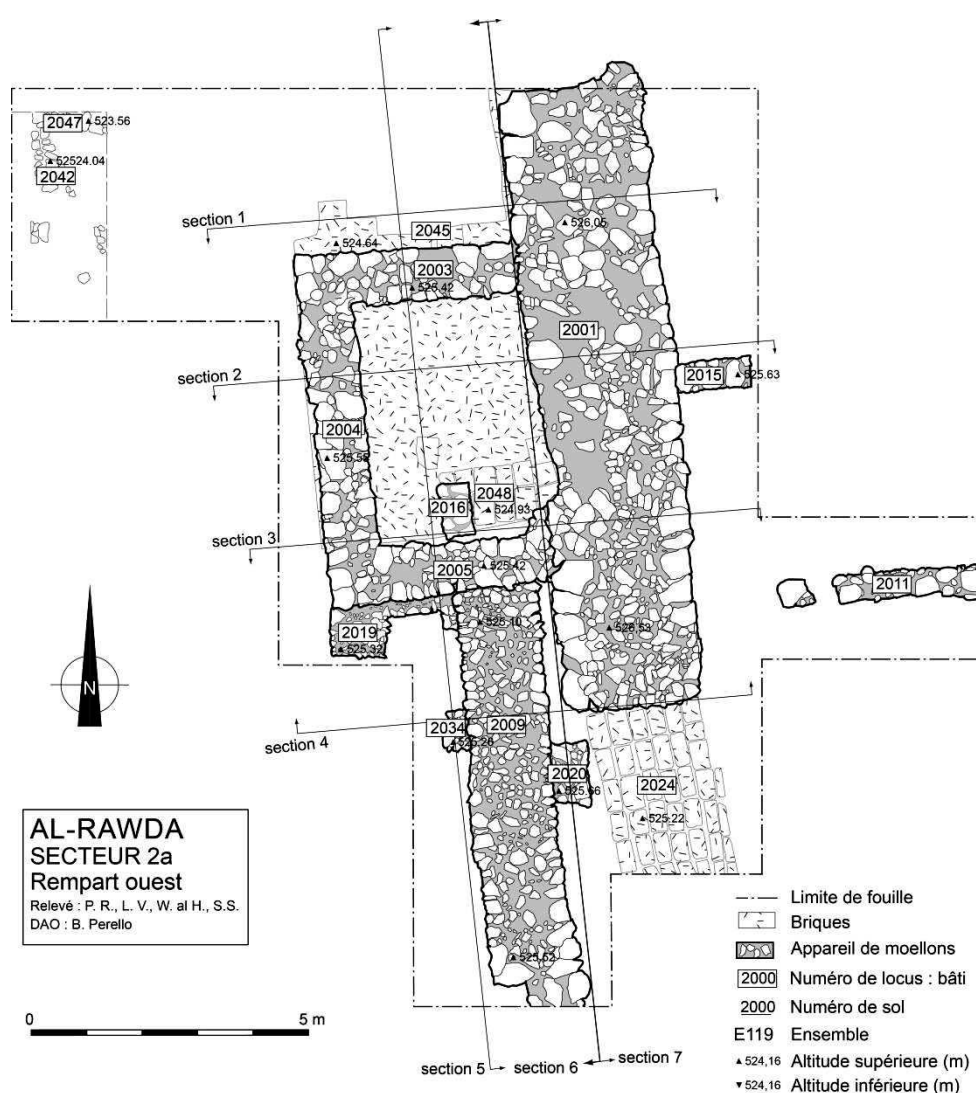 2047
523.56
52524.04
2042
section 1
526,05
2045
524.64
2003
525.42
2001
section 2
2015
525.63
2004
525.55
2048
2016
524,93
section 3
2005
525.42
2011
525.10
526,53
2019
525.32
2034
2009
section 4
525.26
2020
525.66
2024
525.22
N
AL-RAWDA
SECTEUR 2a
Rempart ouest
Relevé : P. R., L. V., W. al H., S.S.
DAO : B. Perello
525,52
0 5 m
section 5 section 6 section 7
Limite de fouille
Briques
Appareil de moellons
2000 Numéro de locus : bâti
2000 Numéro de sol
E119 Ensemble
524,16 Altitude supérieure (m)
524,16 Altitude inférieure (m)